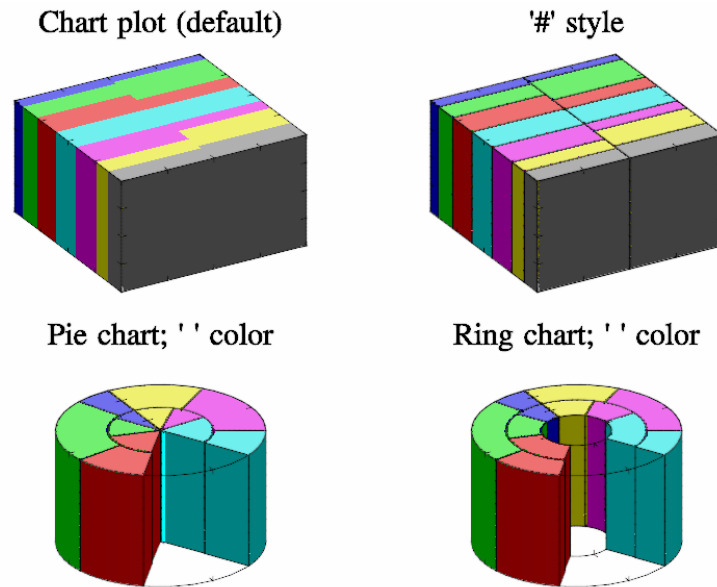 Chart plot (default)
'#' style
Pie chart; ' ' color
Ring chart; ' ' color